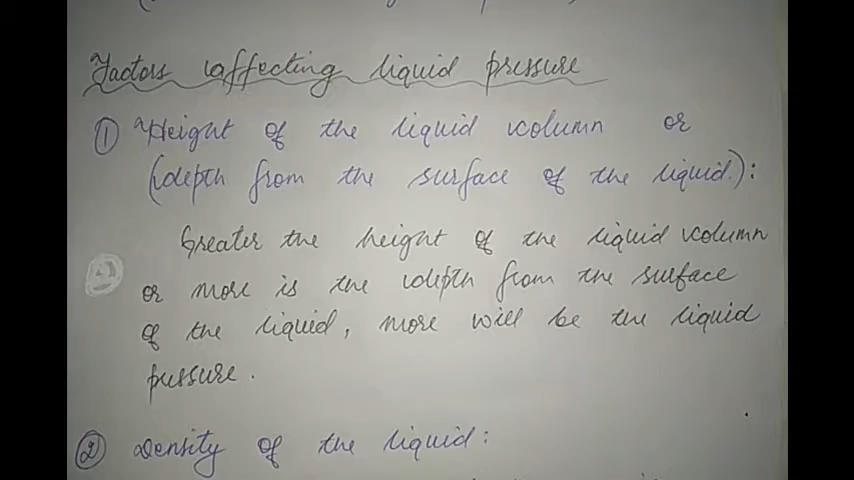 Factors affecting liquid pressure
① Height of the liquid column or
(depth from the surface of the liquid.):
Greater the height of the liquid column
or more is the depth from the surface
of the liquid, more will be the liquid
pussure.
② Density of the liquid: